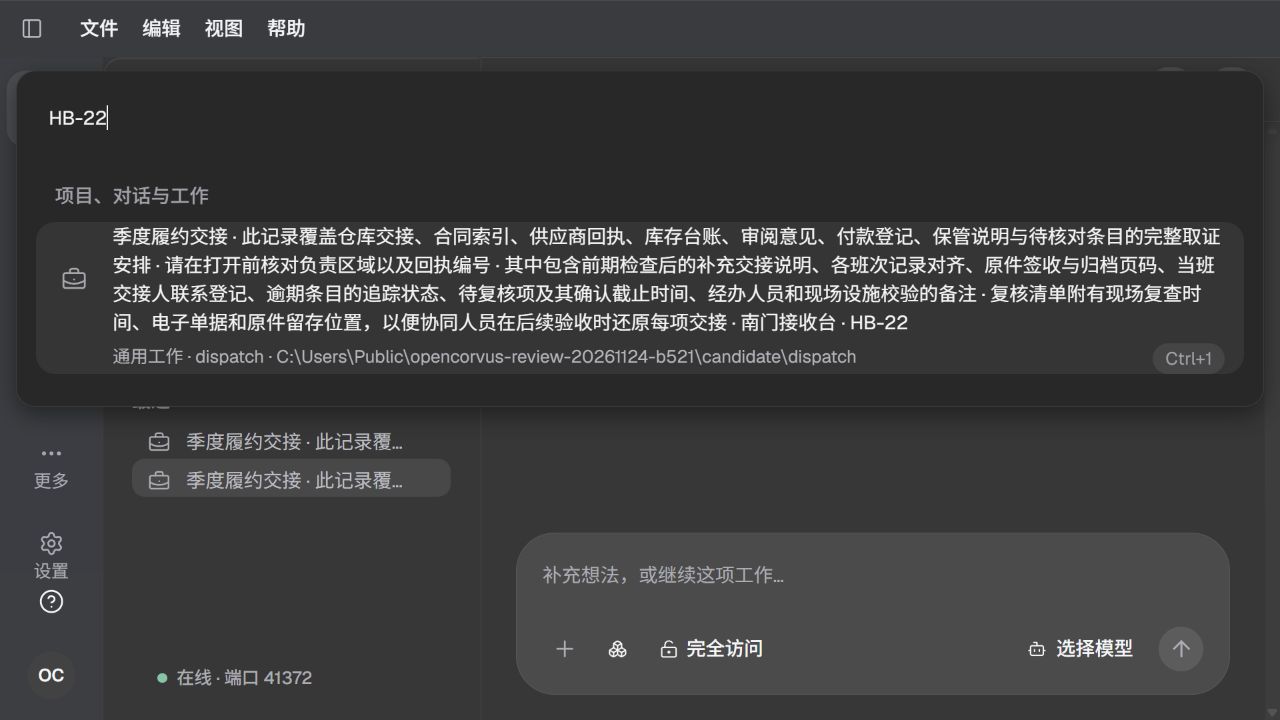 文件 编辑 视图 帮助
HB-22
项目、对话与工作
季度履约交接 · 此记录覆盖仓库交接、合同索引、供应商回执、库存台账、审阅意见、付款登记、保管说明与待核对条目的完整取证
安排 · 请在打开前核对负责区域以及回执编号 · 其中包含前期检查后的补充交接说明、各班次记录对齐、原件签收与归档页码、当班
交接人联系登记、逾期条目的追踪状态、待复核项及其确认截止时间、经办人员和现场设施校验的备注 · 复核清单附有现场复查时
间、电子单据和原件留存位置，以便协同人员在后续验收时还原每项交接 · 南门接收台 · HB-22
通用工作 · dispatch · C:\Users\Public\opencorvus-review-20261124-b521\candidate\dispatch
Ctrl+1
季度履约交接 · 此记录覆...
更多
季度履约交接 · 此记录覆...
设置
补充想法，或继续这项工作...
完全访问
选择模型
OC
在线 · 端口 41372